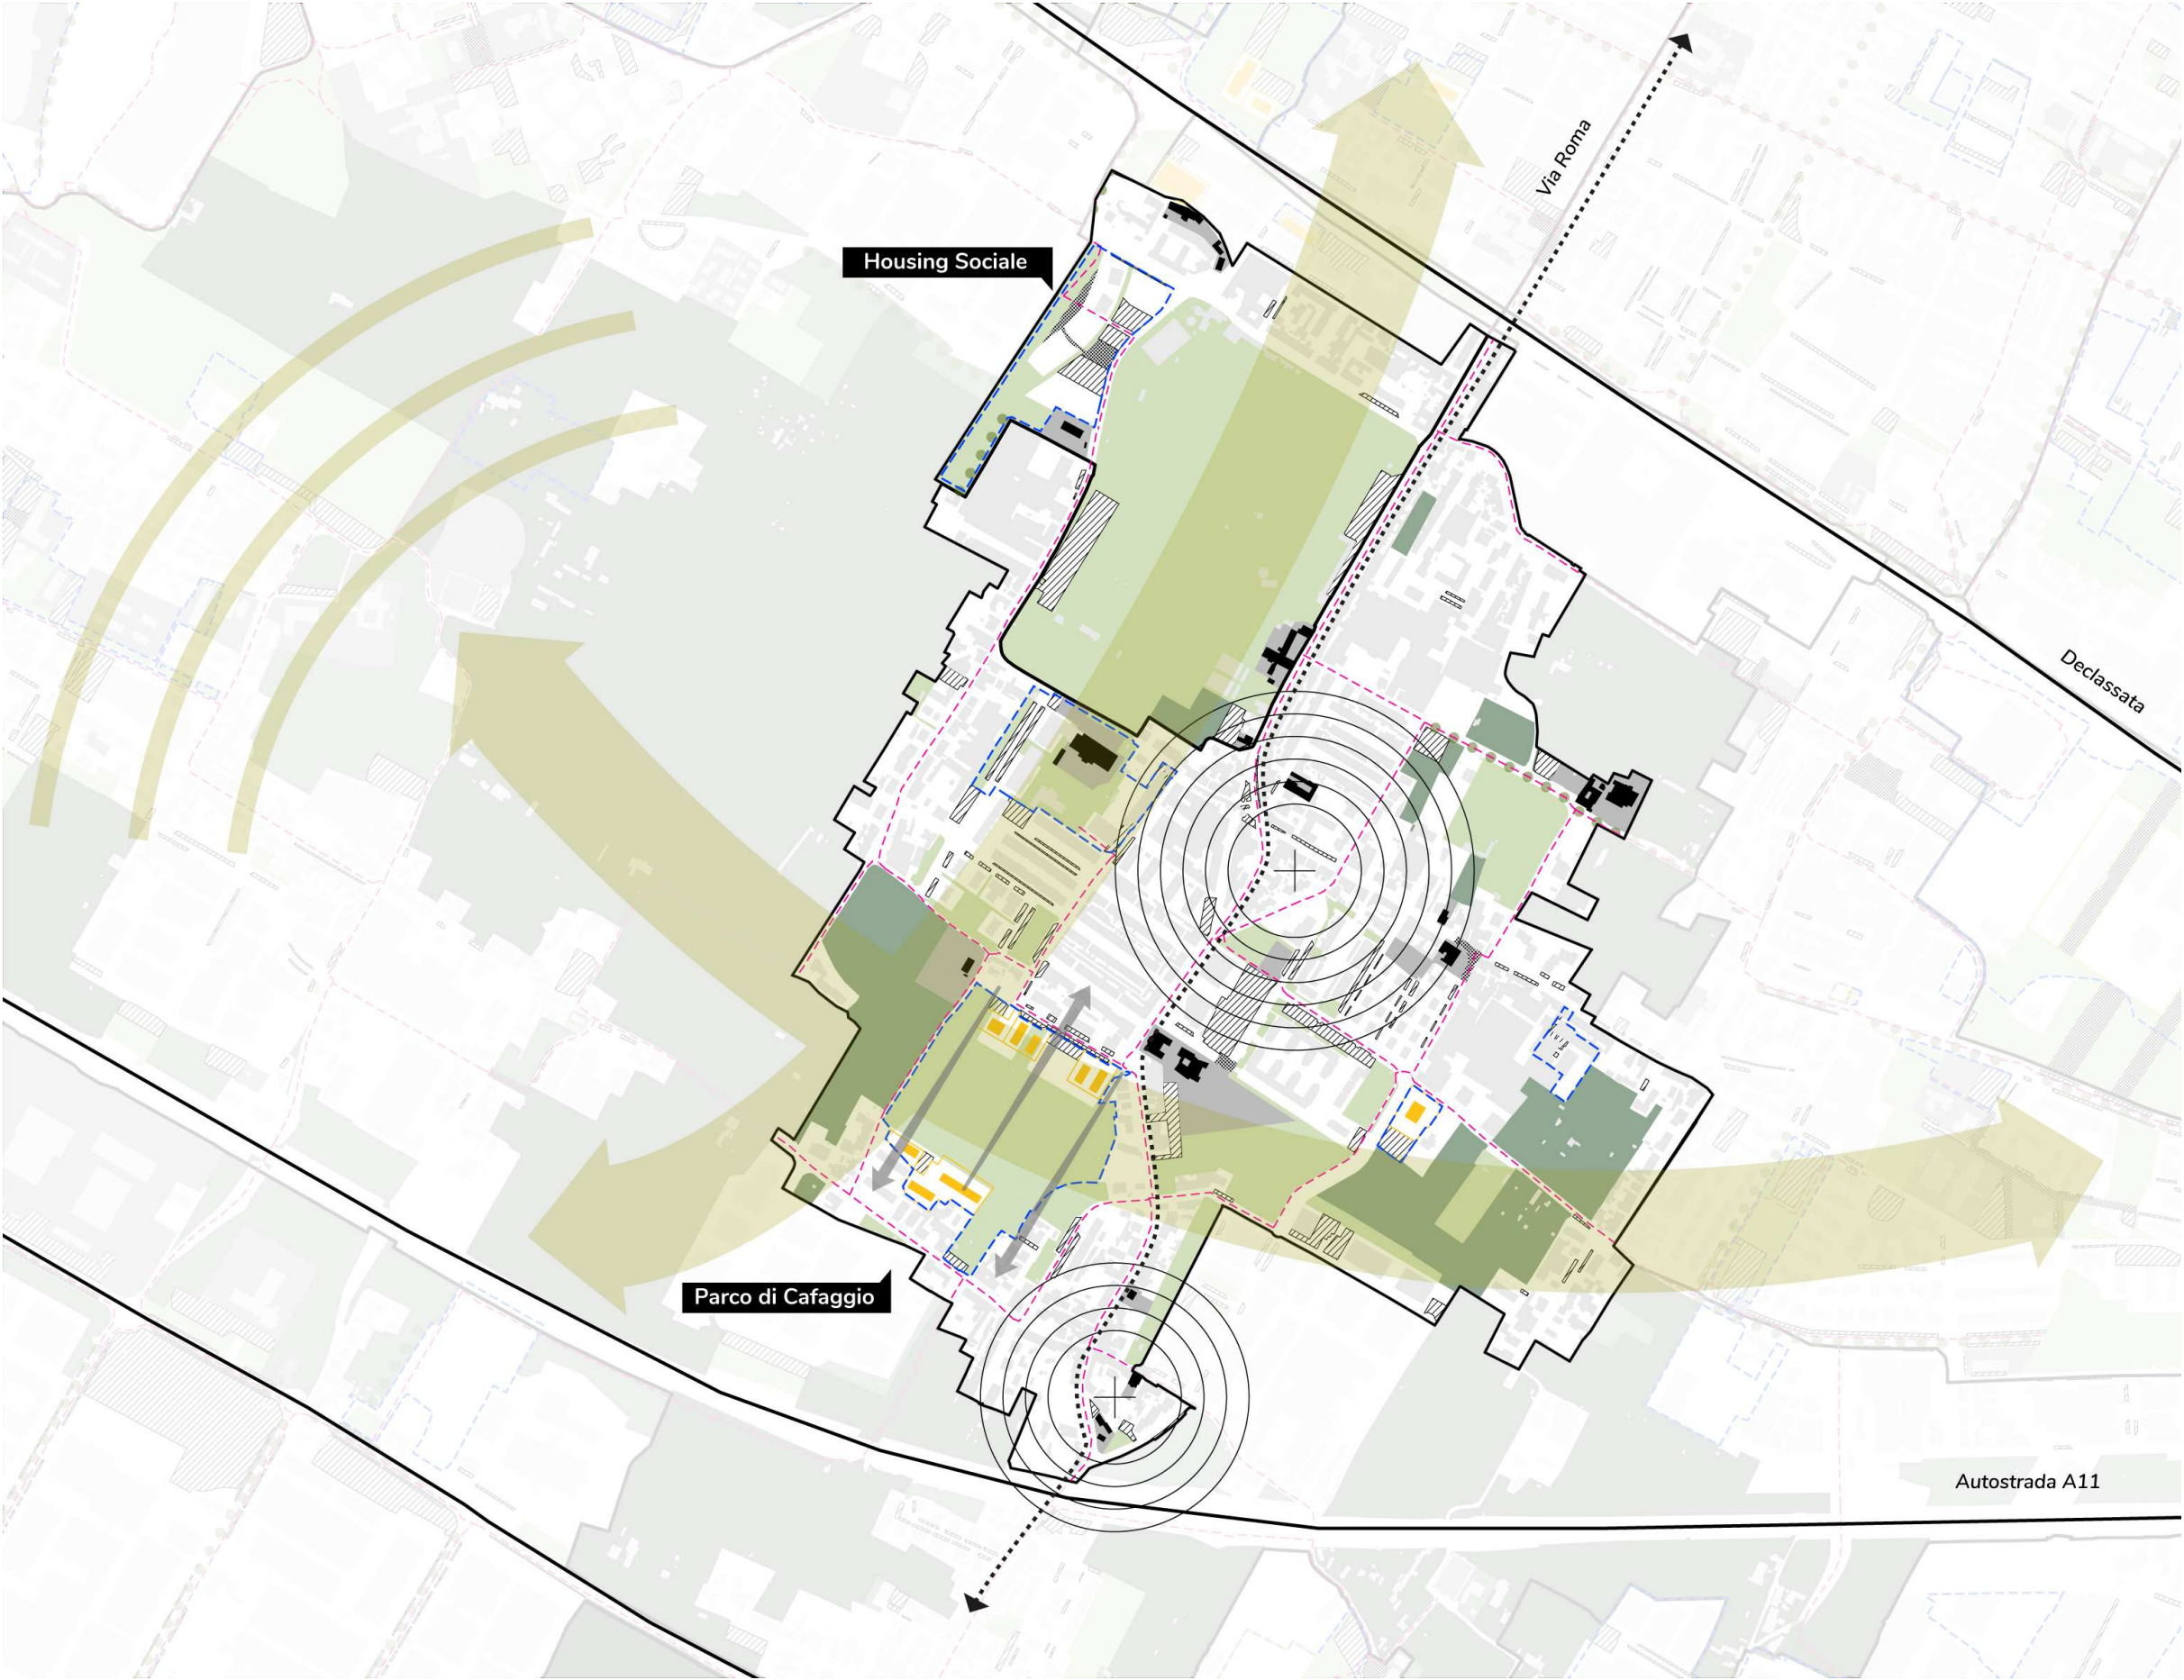 Via Roma
Housing Sociale
Declassata
Parco di Cafaggio
Autostrada A11